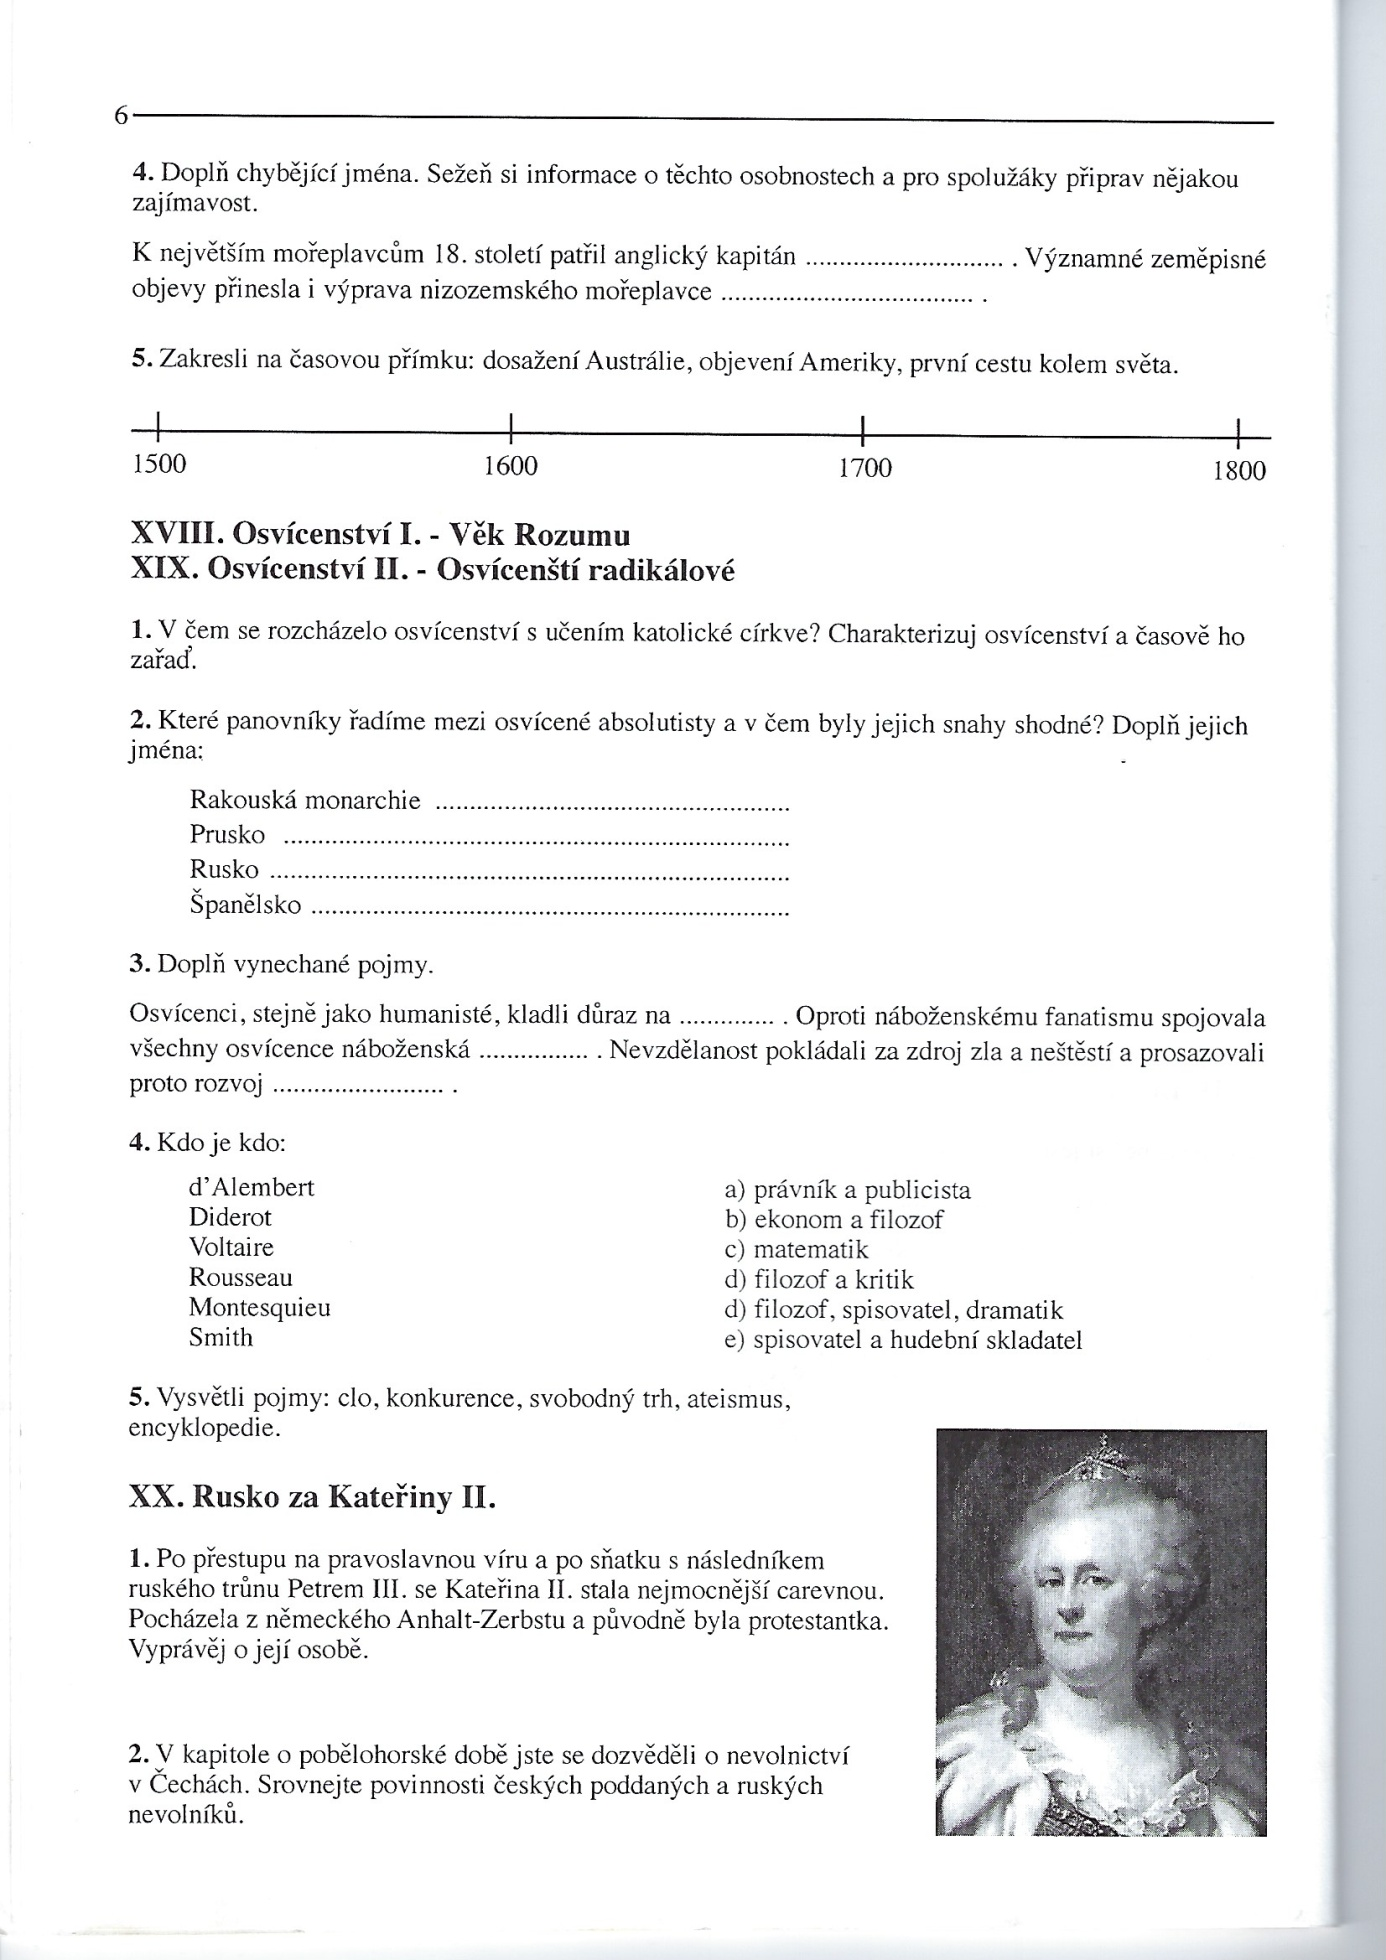 6
4. Doplň chybějící jména. Sežeň si informace o těchto osobnostech a pro spolužáky připrav nějakou
zajímavost.
K největším mořeplavcům 18. století patřil anglický kapitán ............................. . Významné zeměpisné
objevy přinesla i výprava nizozemského mořeplavce ..................................... .
5. Zakresli na časovou přímku: dosažení Austrálie, objevení Ameriky, první cestu kolem světa.
1500 1600 1700 1800
XVIII. Osvícenství I. - Věk Rozumu
XIX. Osvícenství II. - Osvícenští radikálové
1. V čem se rozcházelo osvícenství s učením katolické církve? Charakterizuj osvícenství a časově ho
zařaď.
2. Které panovníky řadíme mezi osvícené absolutisty a v čem byly jejich snahy shodné? Doplň jejich
jména:
Rakouská monarchie ....................................................
Prusko ..........................................................................
Rusko ............................................................................
Španělsko ......................................................................
3. Doplň vynechané pojmy.
Osvícenci, stejně jako humanisté, kladli důraz na .............. . Oproti náboženskému fanatismu spojovala
všechny osvícence náboženská ................ . Nevzdělanost pokládali za zdroj zla a neštěstí a prosazovali
proto rozvoj ......................... .
4. Kdo je kdo:
d'Alembert a) právník a publicista
Diderot b) ekonom a filozof
Voltaire c) matematik
Rousseau d) filozof a kritik
Montesquieu d) filozof, spisovatel, dramatik
Smith e) spisovatel a hudební skladatel
5. Vysvětli pojmy: clo, konkurence, svobodný trh, ateismus,
encyklopedie.
XX. Rusko za Kateřiny II.
1. Po přestupu na pravoslavnou víru a po sňatku s následníkem
ruského trůnu Petrem III. se Kateřina II. stala nejmocnější carevnou.
Pocházela z německého Anhalt-Zerbstu a původně byla protestantka.
Vyprávěj o její osobě.
2. V kapitole o pobělohorské době jste se dozvěděli o nevolnictví
v Čechách. Srovnejte povinnosti českých poddaných a ruských
nevolníků.